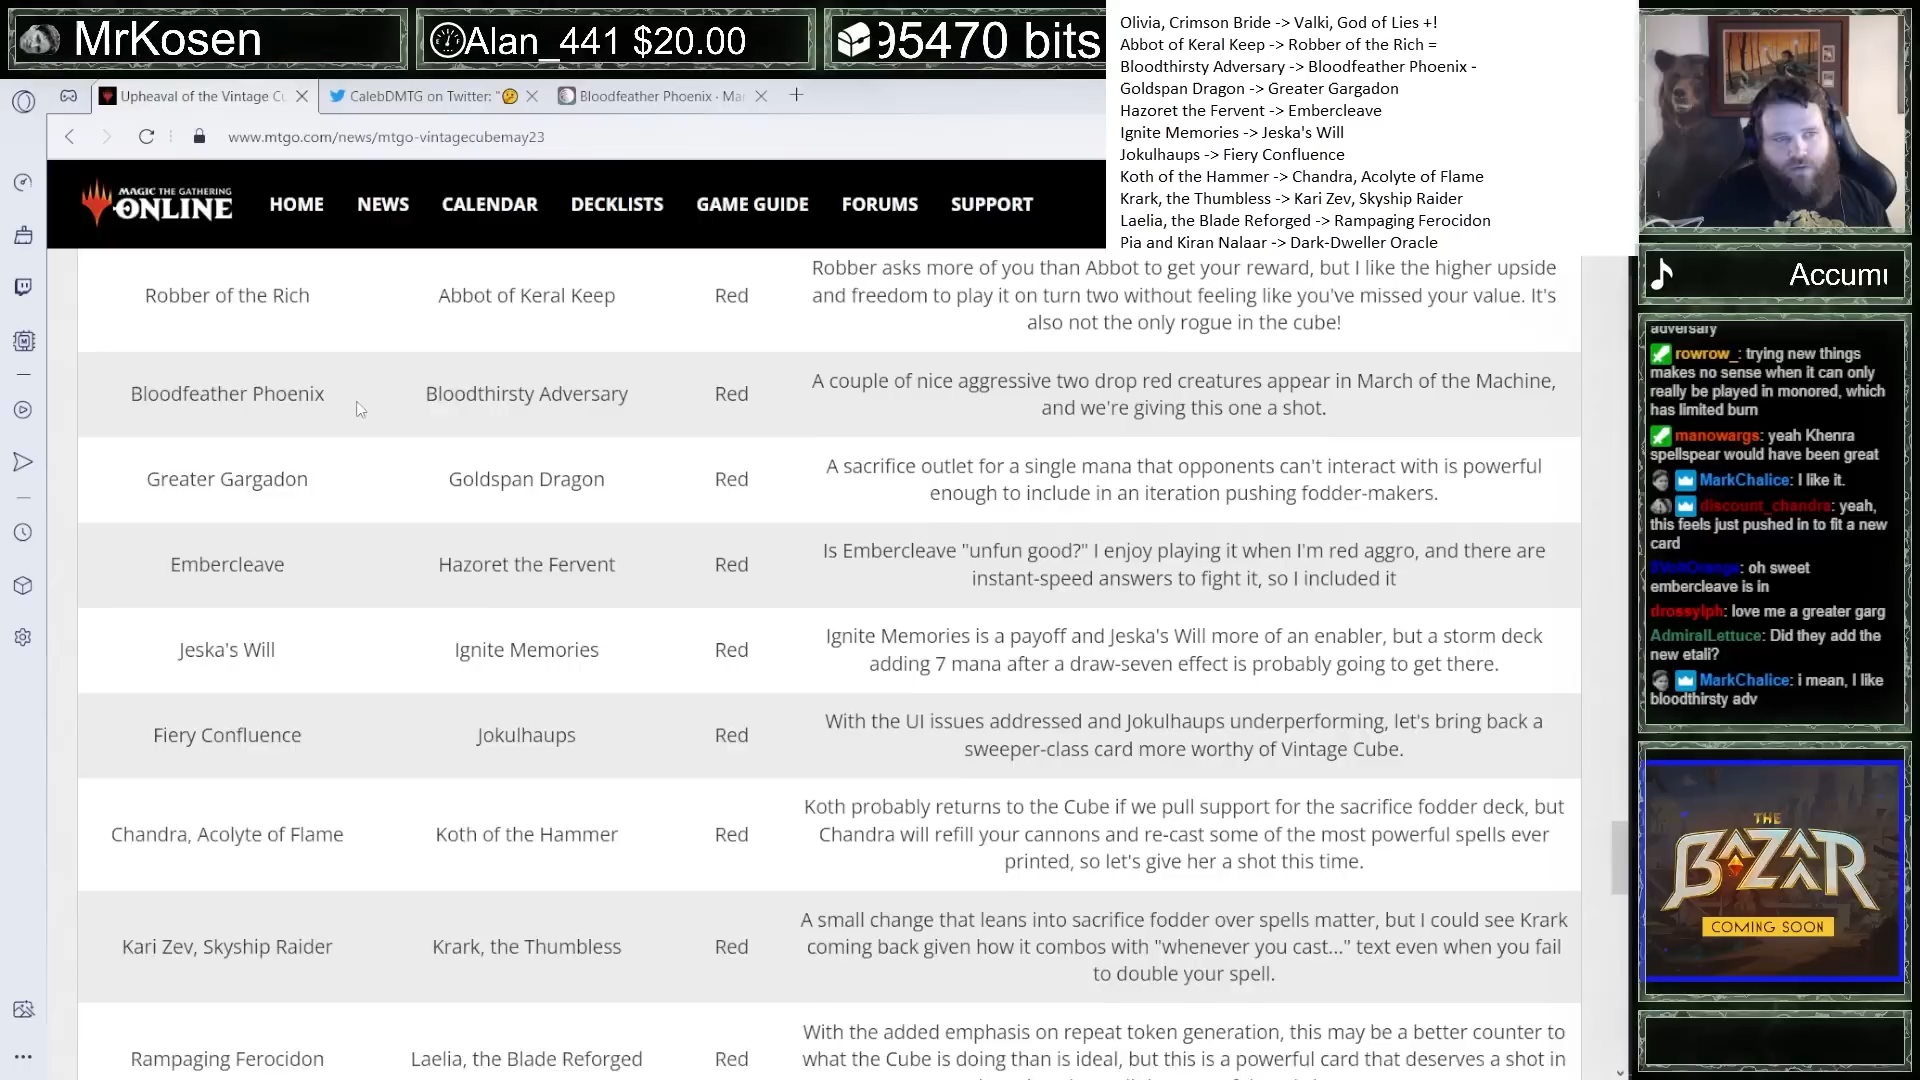 MrKosen
Alan_441 $20.00
95470 bits
Olivia, Crimson Bride -> Valki, God of Lies +!
Abbot of Keral Keep -> Robber of the Rich =
Bloodthirsty Adversary -> Bloodfeather Phoenix -
Goldspan Dragon -> Greater Gargadon
Hazoret the Fervent -> Embercleave
Ignite Memories -> Jeska's Will
Jokulhaups -> Fiery Confluence
Koth of the Hammer -> Chandra, Acolyte of Flame
Krark, the Thumbless -> Kari Zev, Skyship Raider
Laelia, the Blade Reforged -> Rampaging Ferocidon
Pia and Kiran Nalaar -> Dark-Dweller Oracle
Upheaval of the Vintage Cu
CalebDMTG on Twitter: "🤔
Bloodfeather Phoenix · Ma
www.mtgo.com/news/mtgo-vintagecubemay23
MAGIC THE GATHERING
ONLINE
HOME NEWS CALENDAR DECKLISTS GAME GUIDE FORUMS SUPPORT
Robber of the Rich
Abbot of Keral Keep
Red
Robber asks more of you than Abbot to get your reward, but I like the higher upside
and freedom to play it on turn two without feeling like you've missed your value. It's
also not the only rogue in the cube!
Bloodfeather Phoenix
Bloodthirsty Adversary
Red
A couple of nice aggressive two drop red creatures appear in March of the Machine,
and we're giving this one a shot.
Greater Gargadon
Goldspan Dragon
Red
A sacrifice outlet for a single mana that opponents can't interact with is powerful
enough to include in an iteration pushing fodder-makers.
Embercleave
Hazoret the Fervent
Red
Is Embercleave "unfun good?" I enjoy playing it when I'm red aggro, and there are
instant-speed answers to fight it, so I included it
Jeska's Will
Ignite Memories
Red
Ignite Memories is a payoff and Jeska's Will more of an enabler, but a storm deck
adding 7 mana after a draw-seven effect is probably going to get there.
Fiery Confluence
Jokulhaups
Red
With the UI issues addressed and Jokulhaups underperforming, let's bring back a
sweeper-class card more worthy of Vintage Cube.
Chandra, Acolyte of Flame
Koth of the Hammer
Red
Koth probably returns to the Cube if we pull support for the sacrifice fodder deck, but
Chandra will refill your cannons and re-cast some of the most powerful spells ever
printed, so let's give her a shot this time.
Kari Zev, Skyship Raider
Krark, the Thumbless
Red
A small change that leans into sacrifice fodder over spells matter, but I could see Krark
coming back given how it combos with "whenever you cast..." text even when you fail
to double your spell.
Rampaging Ferocidon
Laelia, the Blade Reforged
Red
With the added emphasis on repeat token generation, this may be a better counter to
what the Cube is doing than is ideal, but this is a powerful card that deserves a shot in
Accumu
adversary
rowrow_: trying new things
makes no sense when it can only
really be played in monored, which
has limited burn
manowargs: yeah Khenra
spellspear would have been great
MarkChalice: I like it.
discount_chandra: yeah,
this feels just pushed in to fit a new
card
oh sweet
embercleave is in
drossylph: love me a greater garg
AdmiralLettuce: Did they add the
new etali?
MarkChalice: i mean, I like
bloodthirsty adv
THE
BAZAAR
COMING SOON